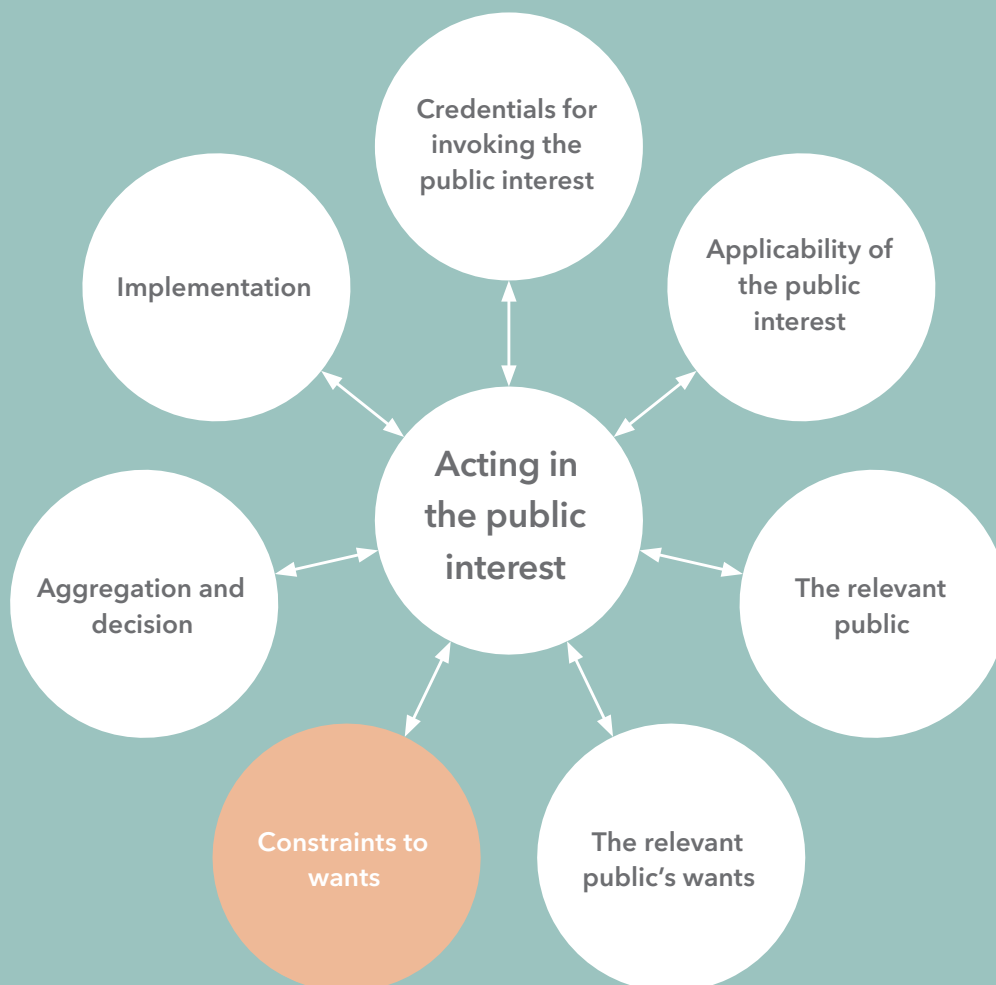 Credentials for
invoking the
public interest
Applicability of
the public
interest
Implementation
Acting in
the public
interest
The relevant
public
Aggregation and
decision
Constraints to
wants
The relevant
public’s wants